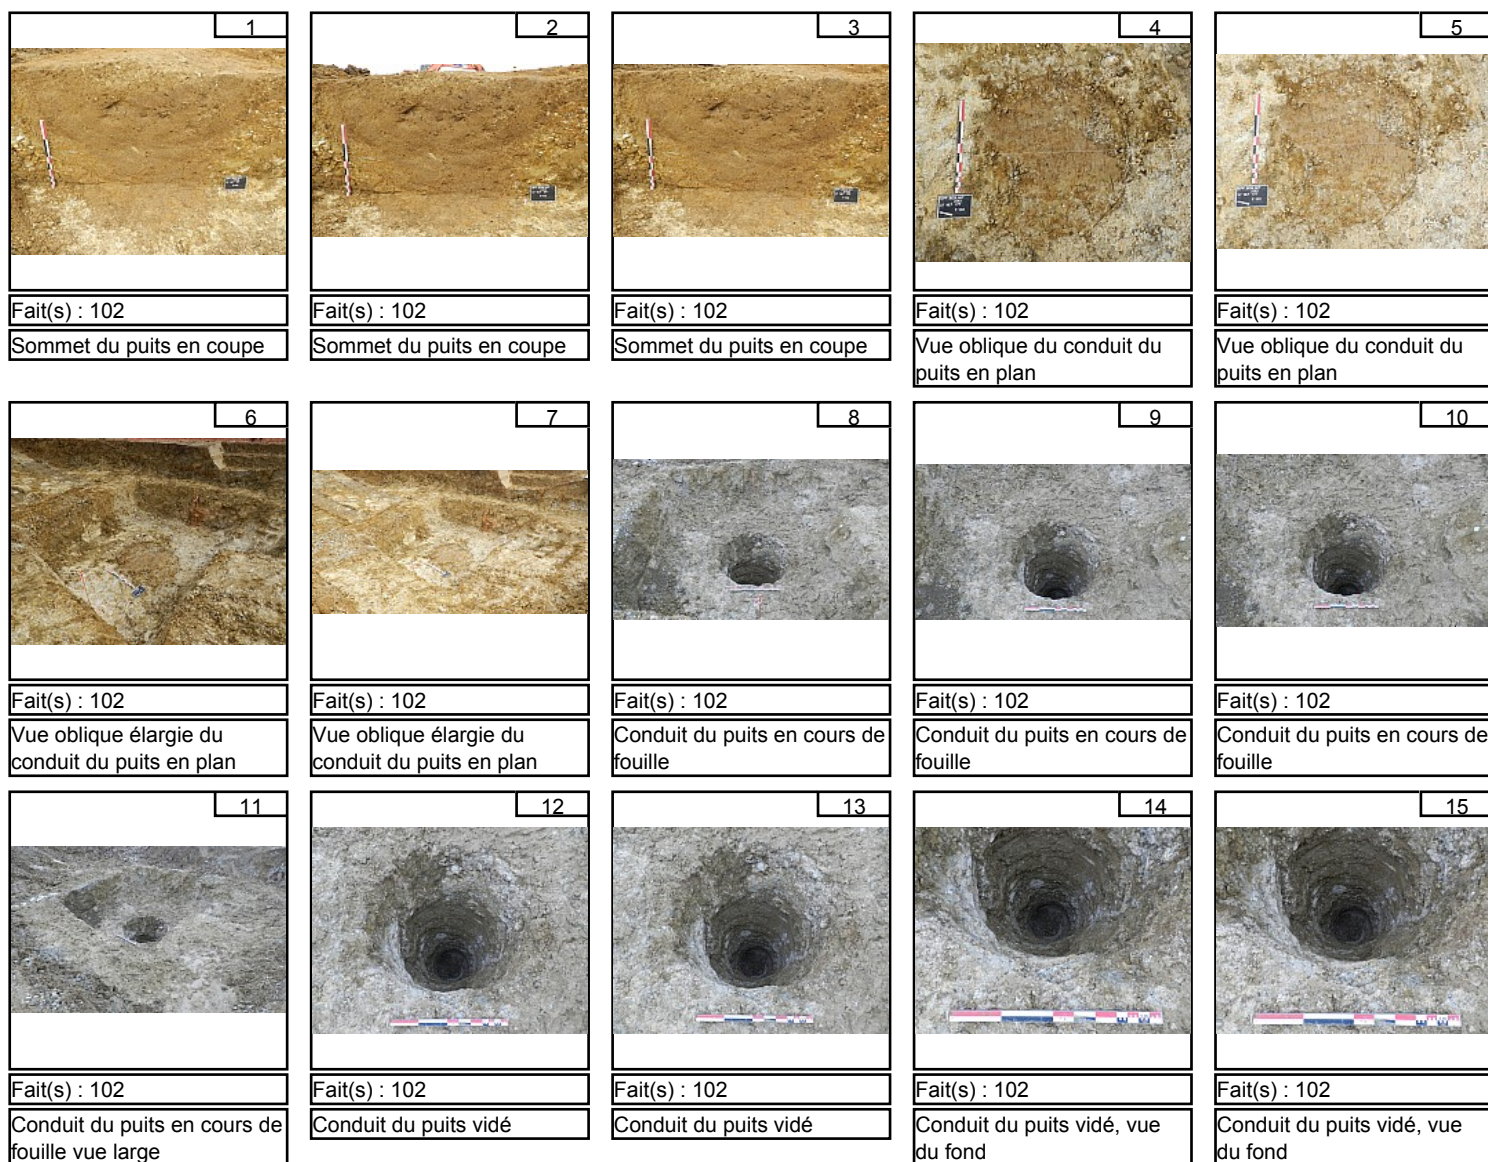 1
2
3
4
5
Fait(s) : 102
Fait(s) : 102
Fait(s) : 102
Fait(s) : 102
Fait(s) : 102
Sommet du puits en coupe
Sommet du puits en coupe
Sommet du puits en coupe
Vue oblique du conduit du
puits en plan
Vue oblique du conduit du
puits en plan
6
7
8
9
10
Fait(s) : 102
Fait(s) : 102
Fait(s) : 102
Fait(s) : 102
Fait(s) : 102
Vue oblique élargie du
conduit du puits en plan
Vue oblique élargie du
conduit du puits en plan
Conduit du puits en cours de
fouille
Conduit du puits en cours de
fouille
Conduit du puits en cours de
fouille
11
12
13
14
15
Fait(s) : 102
Fait(s) : 102
Fait(s) : 102
Fait(s) : 102
Fait(s) : 102
Conduit du puits en cours de
fouille vue large
Conduit du puits vidé
Conduit du puits vidé
Conduit du puits vidé, vue
du fond
Conduit du puits vidé, vue
du fond